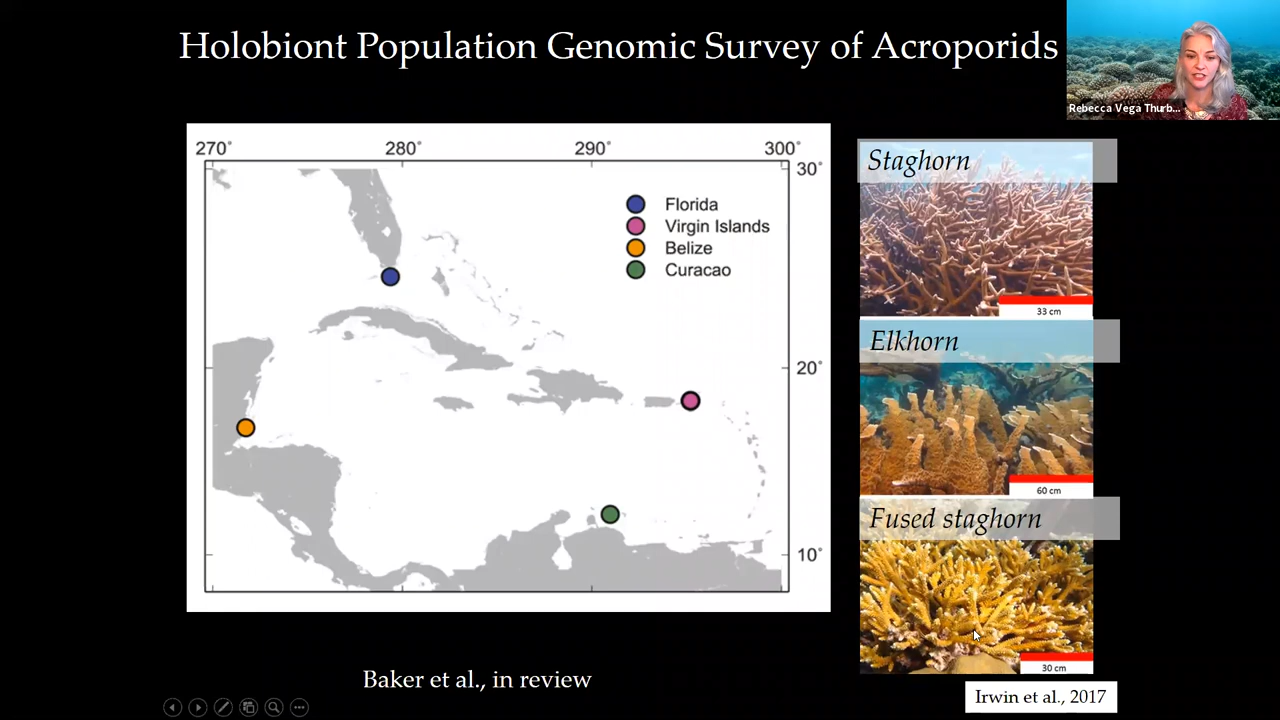 Holobiont Population Genomic Survey of Acroporids
Rebecca Vega Thurb...
270°
280°
290°
300°
30°
20°
10°
Florida
Virgin Islands
Belize
Curacao
Staghorn
33 cm
Elkhorn
60 cm
Fused staghorn
30 cm
Baker et al., in review
Irwin et al., 2017